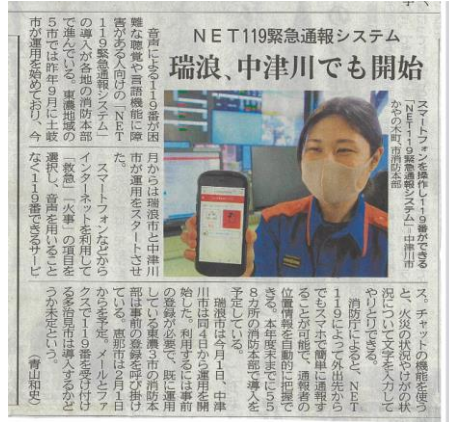 NET119緊急通報システム
瑞浪、中津川でも開始
スマートフォンを操作し119番ができる
「NET119緊急通報システム」=中津川市
かやの木町、市消防本部
音声による119番が困
難な聴覚や言語機能に障
害がある人向けの「NET
119緊急通報システム」
の導入が各地の消防本部
で進んでいる。東濃地域の
5市では昨年9月に土岐
市が運用を始めており、今
月からは瑞浪市と中津川
市が運用をスタートさせ
た。
スマートフォンなどから
インターネットを利用して
「救急」「火事」の項目を
選択し、音声を用いること
なく119番できるサービ
ス。チャットの機能を使う
と、火災の状況やけがの状
況について文字を入力して
やりとりできる。
消防庁によると、NET
119によって外出先から
でもスマホで簡単に通報す
ることが可能で、通報者の
位置情報を自動的に把握で
きる。本年度末までに55
8カ所の消防本部で導入を
予定している。
瑞浪市は今月1日、中津
川市は同4日から運用を開
始した。利用するには事前
の登録が必要で、既に運用
している東濃3市の消防本
部は事前の登録を呼び掛け
ている。恵那市は2月1日
からを予定。メールとファ
クスで119番を受け付け
る多治見市は導入するかど
うか未定という。
(青山和史)